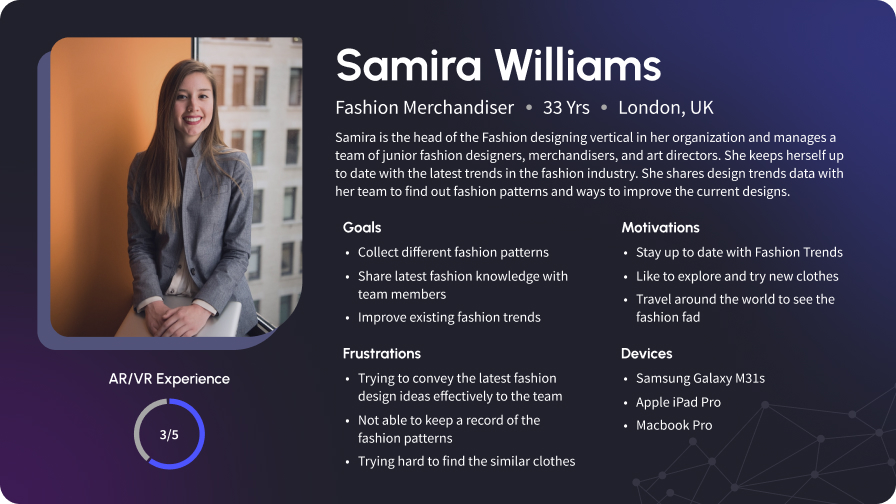 Samira Williams
Fashion Merchandiser • 33 Yrs • London, UK
Samira is the head of the Fashion designing vertical in her organization and manages a
team of junior fashion designers, merchandisers, and art directors. She keeps herself up
to date with the latest trends in the fashion industry. She shares design trends data with
her team to find out fashion patterns and ways to improve the current designs.
Goals
• Collect different fashion patterns
• Share latest fashion knowledge with
team members
• Improve existing fashion trends
Motivations
• Stay up to date with Fashion Trends
• Like to explore and try new clothes
• Travel around the world to see the
fashion fad
Frustrations
• Trying to convey the latest fashion
design ideas effectively to the team
• Not able to keep a record of the
fashion patterns
• Trying hard to find the similar clothes
Devices
• Samsung Galaxy M31s
• Apple iPad Pro
• Macbook Pro
AR/VR Experience
3/5